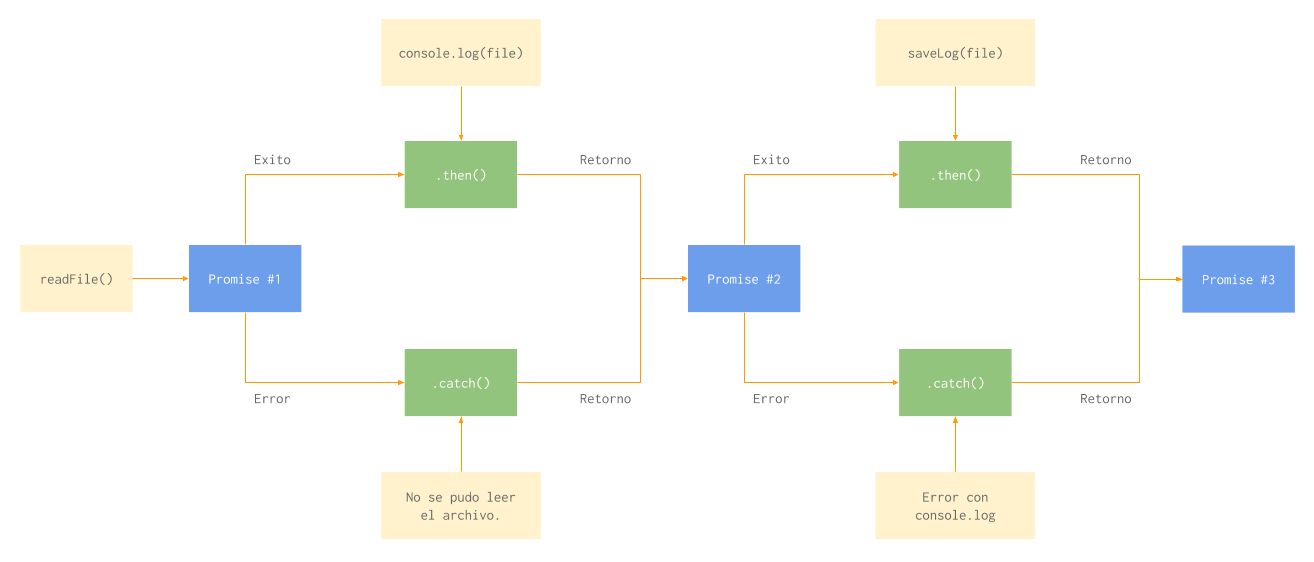 console.log(file)
saveLog(file)
Exito
Retorno
Exito
Retorno
.then()
.then()
readFile()
Promise #1
Promise #2
Promise #3
.catch()
.catch()
Error
Retorno
Error
Retorno
No se pudo leer
el archivo.
Error con
console.log